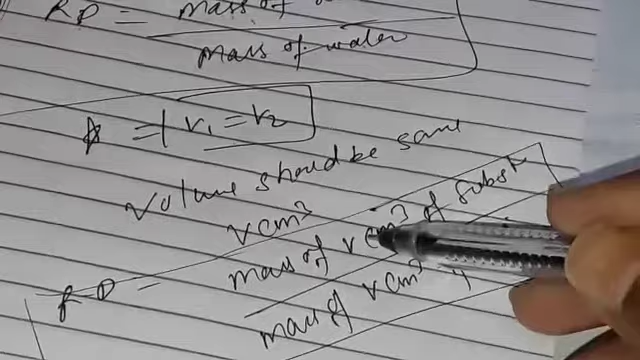 RD = mass of
mass of water
= V₁ = V₂
Volume should be same
V cm³
mass of V cm³ of subst
RD =
mass of V cm³